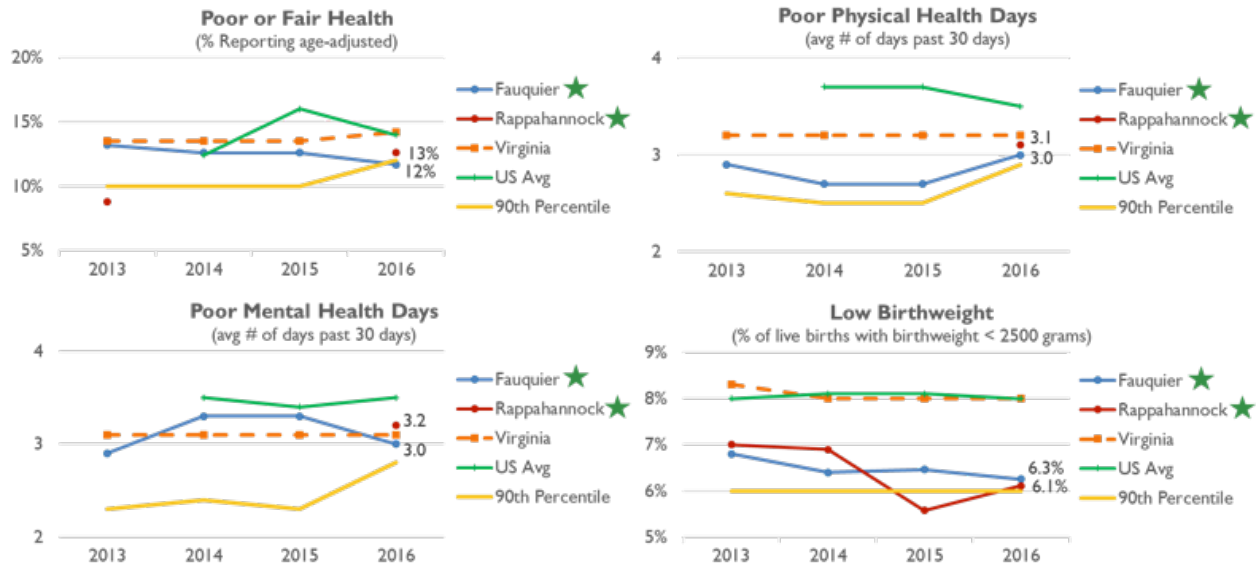 Poor or Fair Health
(% Reporting age-adjusted)
20%
15%
10%
5%
13%
12%
2013 2014 2015 2016
Fauquier
Rappahannock
Virginia
US Avg
90th Percentile
Poor Physical Health Days
(avg # of days past 30 days)
4
3
2
3.1
3.0
2013 2014 2015 2016
Fauquier
Rappahannock
Virginia
US Avg
90th Percentile
Poor Mental Health Days
(avg # of days past 30 days)
4
3
2
3.2
3.0
2013 2014 2015 2016
Fauquier
Rappahannock
Virginia
US Avg
90th Percentile
Low Birthweight
(% of live births with birthweight < 2500 grams)
9%
8%
7%
6%
5%
6.3%
6.1%
2013 2014 2015 2016
Fauquier
Rappahannock
Virginia
US Avg
90th Percentile